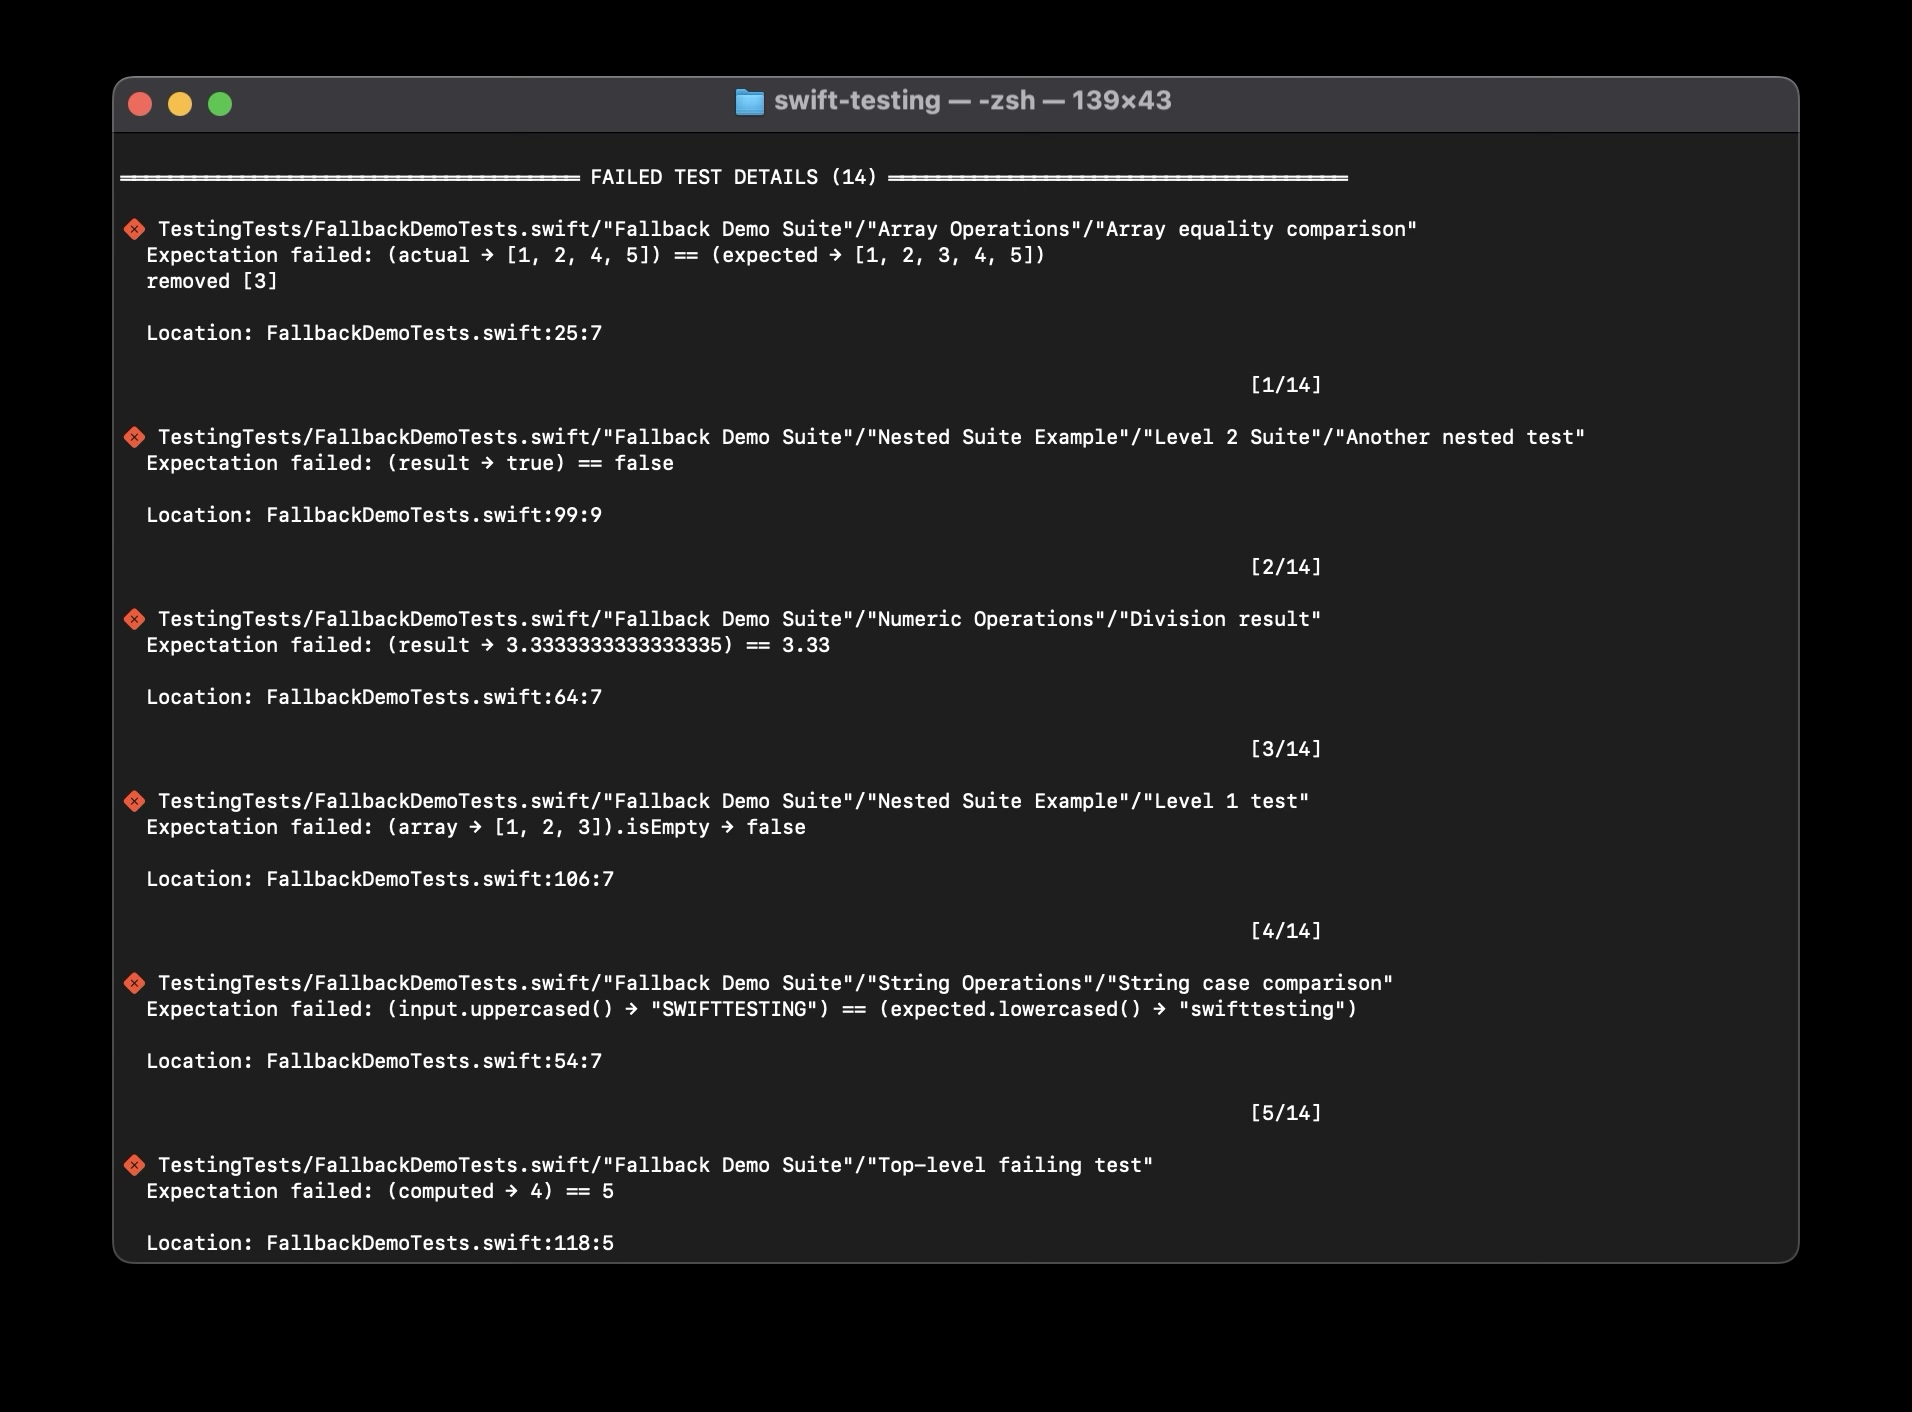 swift-testing — -zsh — 139×43
══════════════════════════════════════ FAILED TEST DETAILS (14) ══════════════════════════════════════
TestingTests/FallbackDemoTests.swift/"Fallback Demo Suite"/"Array Operations"/"Array equality comparison"
Expectation failed: (actual → [1, 2, 4, 5]) == (expected → [1, 2, 3, 4, 5])
removed [3]
Location: FallbackDemoTests.swift:25:7
[1/14]
TestingTests/FallbackDemoTests.swift/"Fallback Demo Suite"/"Nested Suite Example"/"Level 2 Suite"/"Another nested test"
Expectation failed: (result → true) == false
Location: FallbackDemoTests.swift:99:9
[2/14]
TestingTests/FallbackDemoTests.swift/"Fallback Demo Suite"/"Numeric Operations"/"Division result"
Expectation failed: (result → 3.3333333333333335) == 3.33
Location: FallbackDemoTests.swift:64:7
[3/14]
TestingTests/FallbackDemoTests.swift/"Fallback Demo Suite"/"Nested Suite Example"/"Level 1 test"
Expectation failed: (array → [1, 2, 3]).isEmpty → false
Location: FallbackDemoTests.swift:106:7
[4/14]
TestingTests/FallbackDemoTests.swift/"Fallback Demo Suite"/"String Operations"/"String case comparison"
Expectation failed: (input.uppercased() → "SWIFTTESTING") == (expected.lowercased() → "swifttesting")
Location: FallbackDemoTests.swift:54:7
[5/14]
TestingTests/FallbackDemoTests.swift/"Fallback Demo Suite"/"Top-level failing test"
Expectation failed: (computed → 4) == 5
Location: FallbackDemoTests.swift:118:5